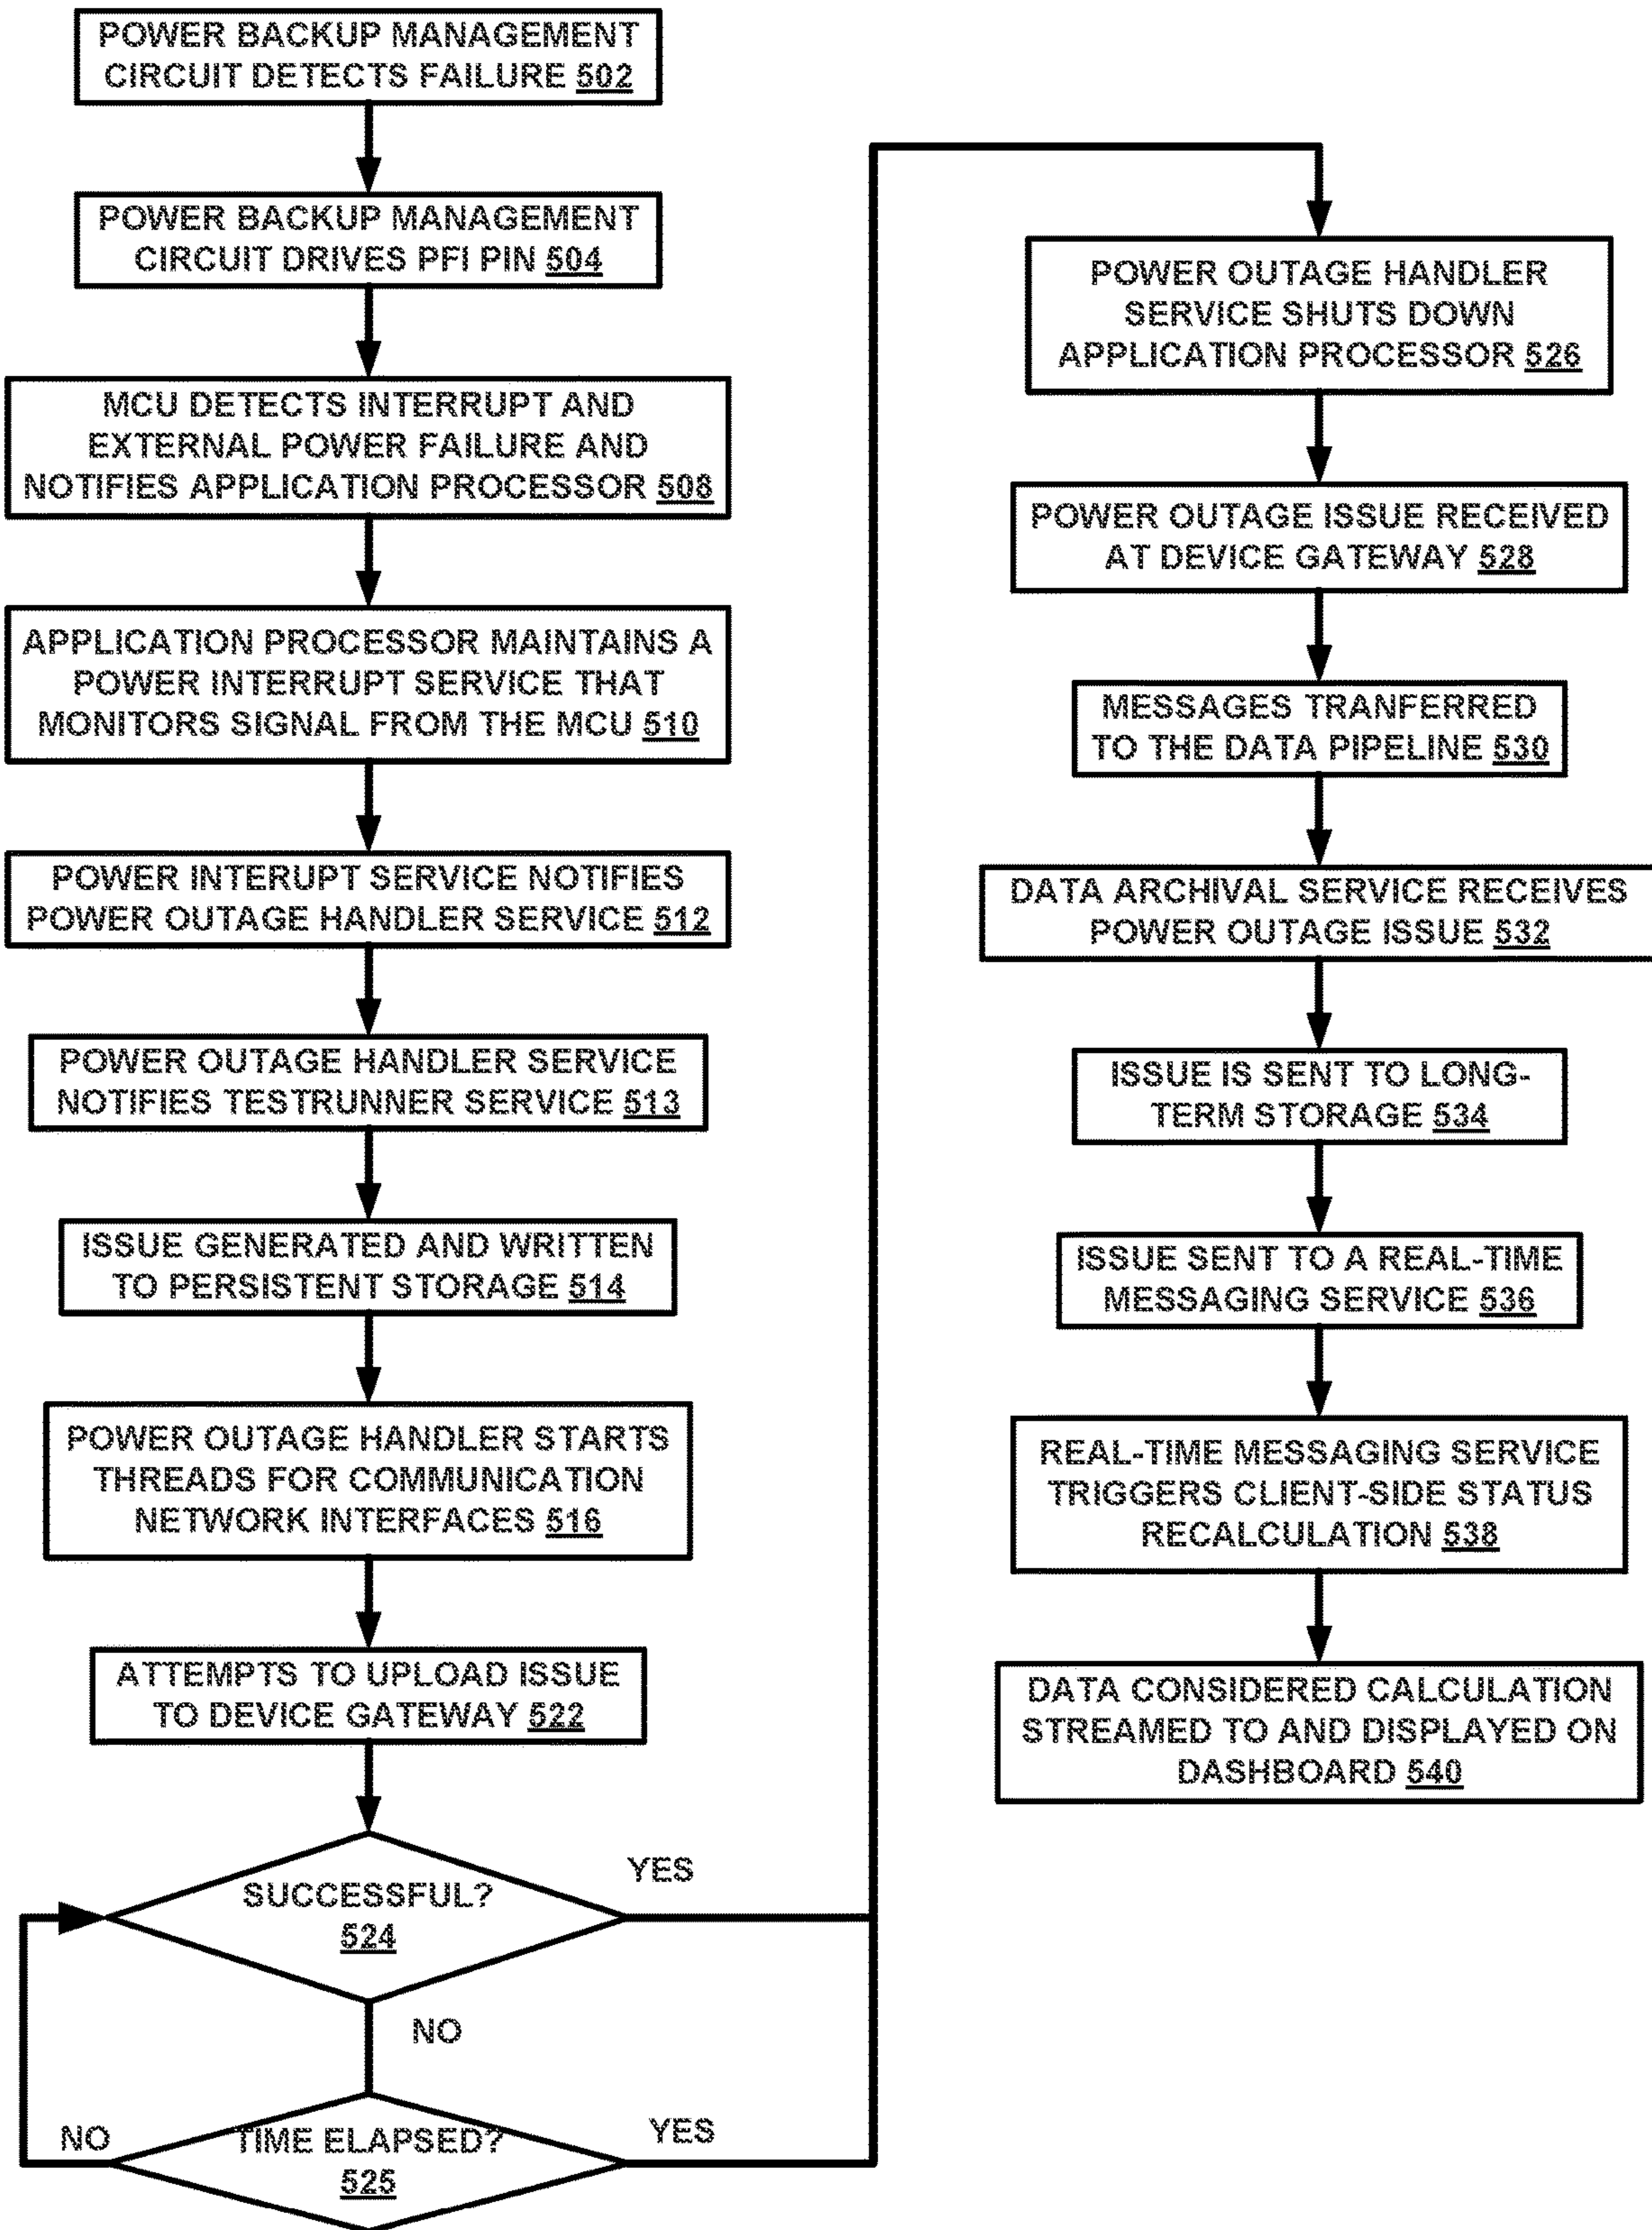 POWER BACKUP MANAGEMENT
CIRCUIT DETECTS FAILURE 502
POWER BACKUP MANAGEMENT
CIRCUIT DRIVES PFI PIN 504
MCU DETECTS INTERRUPT AND
EXTERNAL POWER FAILURE AND
NOTIFIES APPLICATION PROCESSOR 508
APPLICATION PROCESSOR MAINTAINS A
POWER INTERRUPT SERVICE THAT
MONITORS SIGNAL FROM THE MCU 510
POWER INTERUPT SERVICE NOTIFIES
POWER OUTAGE HANDLER SERVICE 512
POWER OUTAGE HANDLER SERVICE
NOTIFIES TESTRUNNER SERVICE 513
ISSUE GENERATED AND WRITTEN
TO PERSISTENT STORAGE 514
POWER OUTAGE HANDLER STARTS
THREADS FOR COMMUNICATION
NETWORK INTERFACES 516
ATTEMPTS TO UPLOAD ISSUE
TO DEVICE GATEWAY 522
SUCCESSFUL?
524
YES
NO
TIME ELAPSED?
525
NO
YES
POWER OUTAGE HANDLER
SERVICE SHUTS DOWN
APPLICATION PROCESSOR 526
POWER OUTAGE ISSUE RECEIVED
AT DEVICE GATEWAY 528
MESSAGES TRANFERRED
TO THE DATA PIPELINE 530
DATA ARCHIVAL SERVICE RECEIVES
POWER OUTAGE ISSUE 532
ISSUE IS SENT TO LONG-
TERM STORAGE 534
ISSUE SENT TO A REAL-TIME
MESSAGING SERVICE 536
REAL-TIME MESSAGING SERVICE
TRIGGERS CLIENT-SIDE STATUS
RECALCULATION 538
DATA CONSIDERED CALCULATION
STREAMED TO AND DISPLAYED ON
DASHBOARD 540